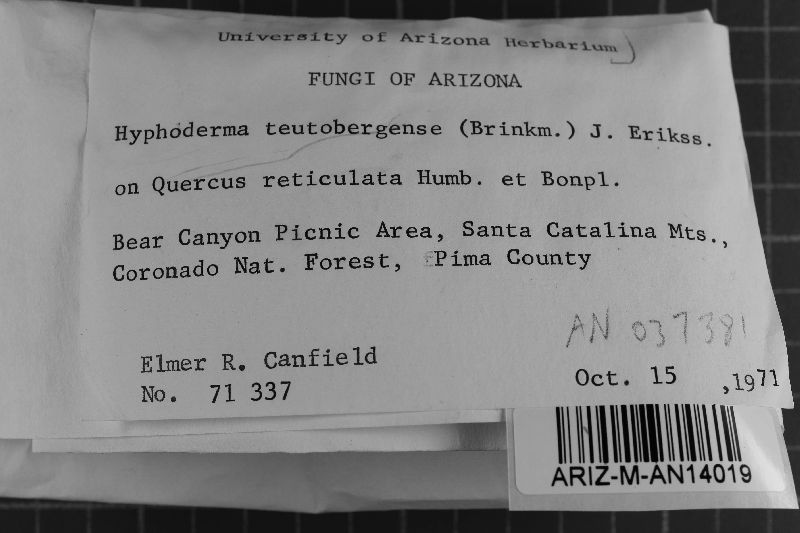 University of Arizona Herbarium
FUNGI OF ARIZONA
Hyphoderma teutobergense (Brinkm.) J. Erikss.
on Quercus reticulata Humb. et Bonpl.
Bear Canyon Picnic Area, Santa Catalina Mts.,
Coronado Nat. Forest, Pima County
AN 037381
Elmer R. Canfield
No. 71 337
Oct. 15 ,1971
ARIZ-M-AN14019